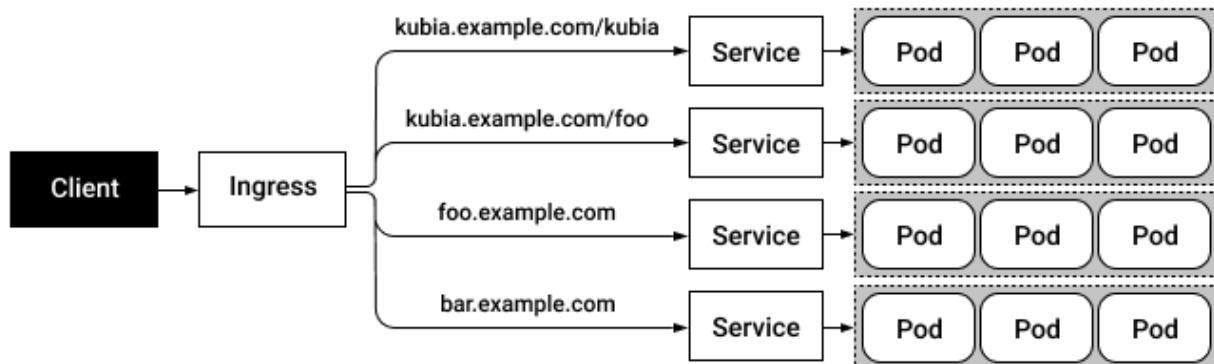 kubia.example.com/kubia
Service
Pod Pod Pod
kubia.example.com/foo
Service
Pod Pod Pod
Client
Ingress
foo.example.com
Service
Pod Pod Pod
bar.example.com
Service
Pod Pod Pod